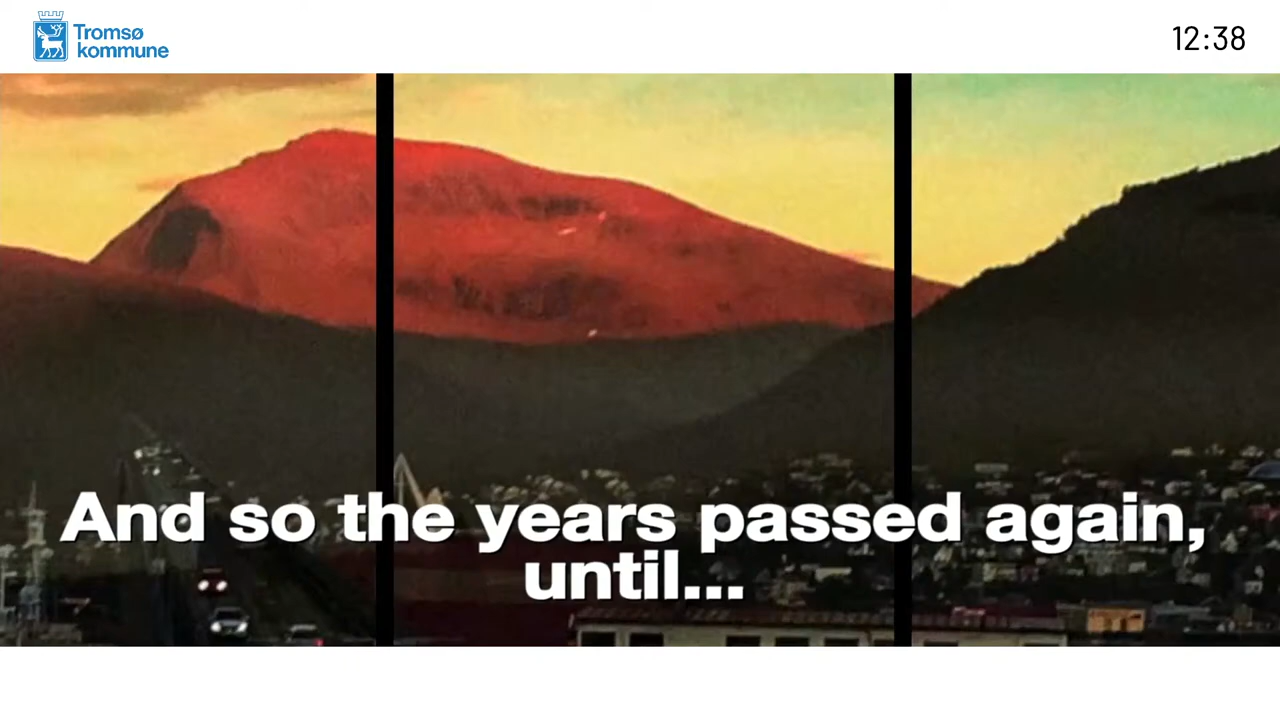 Tromsø
kommune
12:38
And so the years passed again,
until...